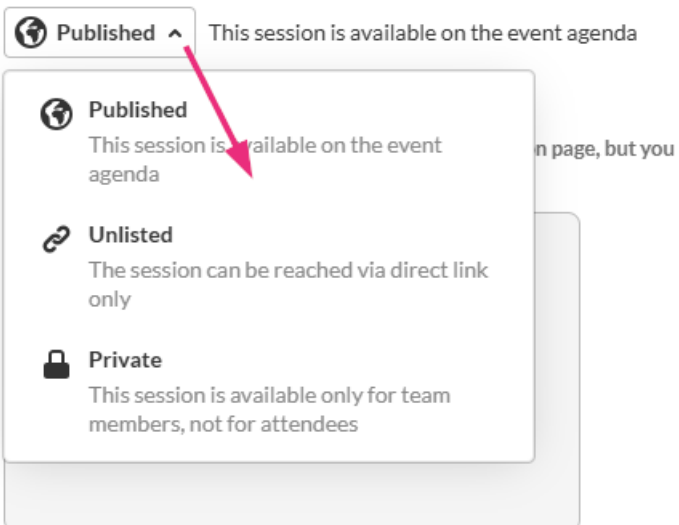 Published This session is available on the event agenda
Published
This session is available on the event
agenda
n page, but you
Unlisted
The session can be reached via direct link
only
Private
This session is available only for team
members, not for attendees